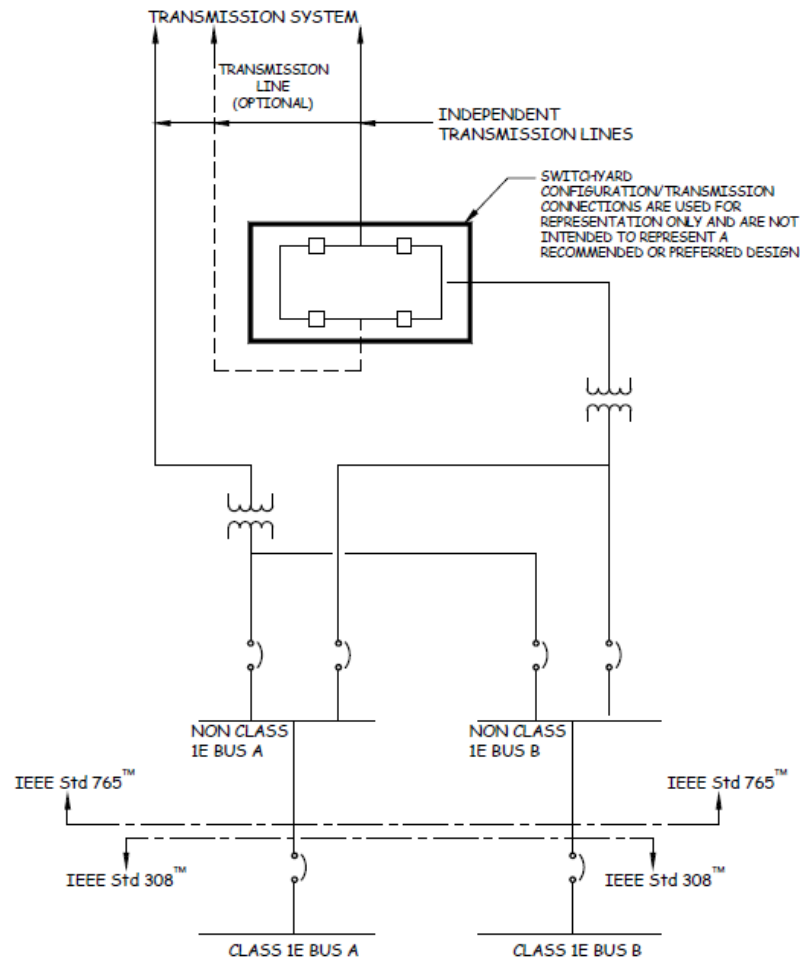 TRANSMISSION SYSTEM
TRANSMISSION
LINE
(OPTIONAL)
INDEPENDENT
TRANSMISSION LINES
SWITCHYARD
CONFIGURATION/TRANSMISSION
CONNECTIONS ARE USED FOR
REPRESENTATION ONLY AND ARE NOT
INTENDED TO REPRESENT A
RECOMMENDED OR PREFERRED DESIGN
NON CLASS
1E BUS A
NON CLASS
1E BUS B
IEEE Std 765™
IEEE Std 765™
IEEE Std 308™
IEEE Std 308™
CLASS 1E BUS A
CLASS 1E BUS B